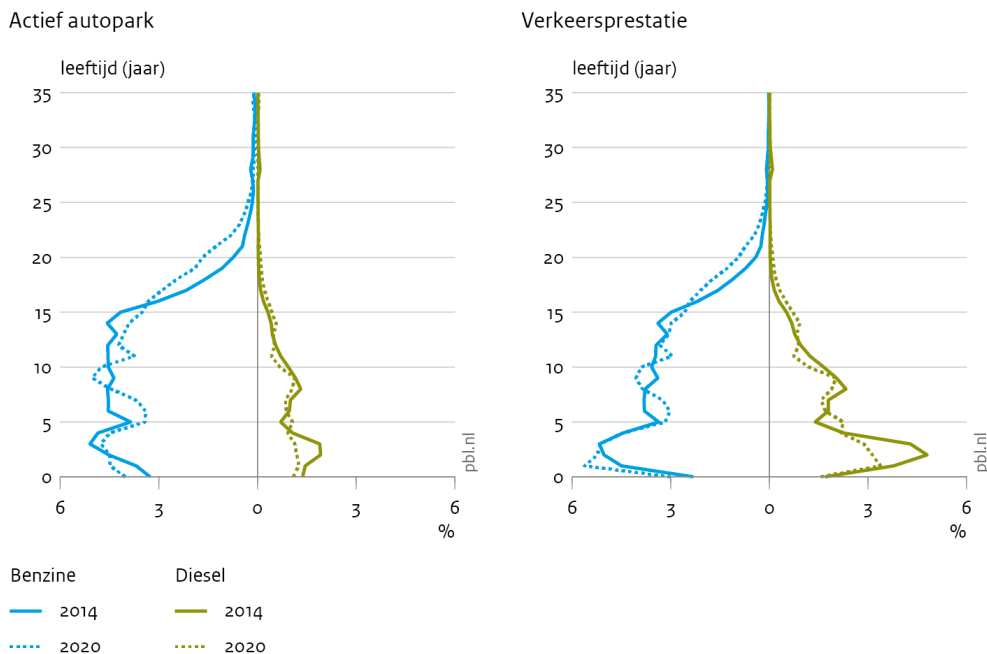 Actief autopark
leeftijd (jaar)
35
30
25
20
15
10
5
0
6 3 0 3 6
%
pbl.nl
Verkeersprestatie
leeftijd (jaar)
35
30
25
20
15
10
5
0
6 3 0 3 6
%
pbl.nl
Benzine
2014
2020
Diesel
2014
2020